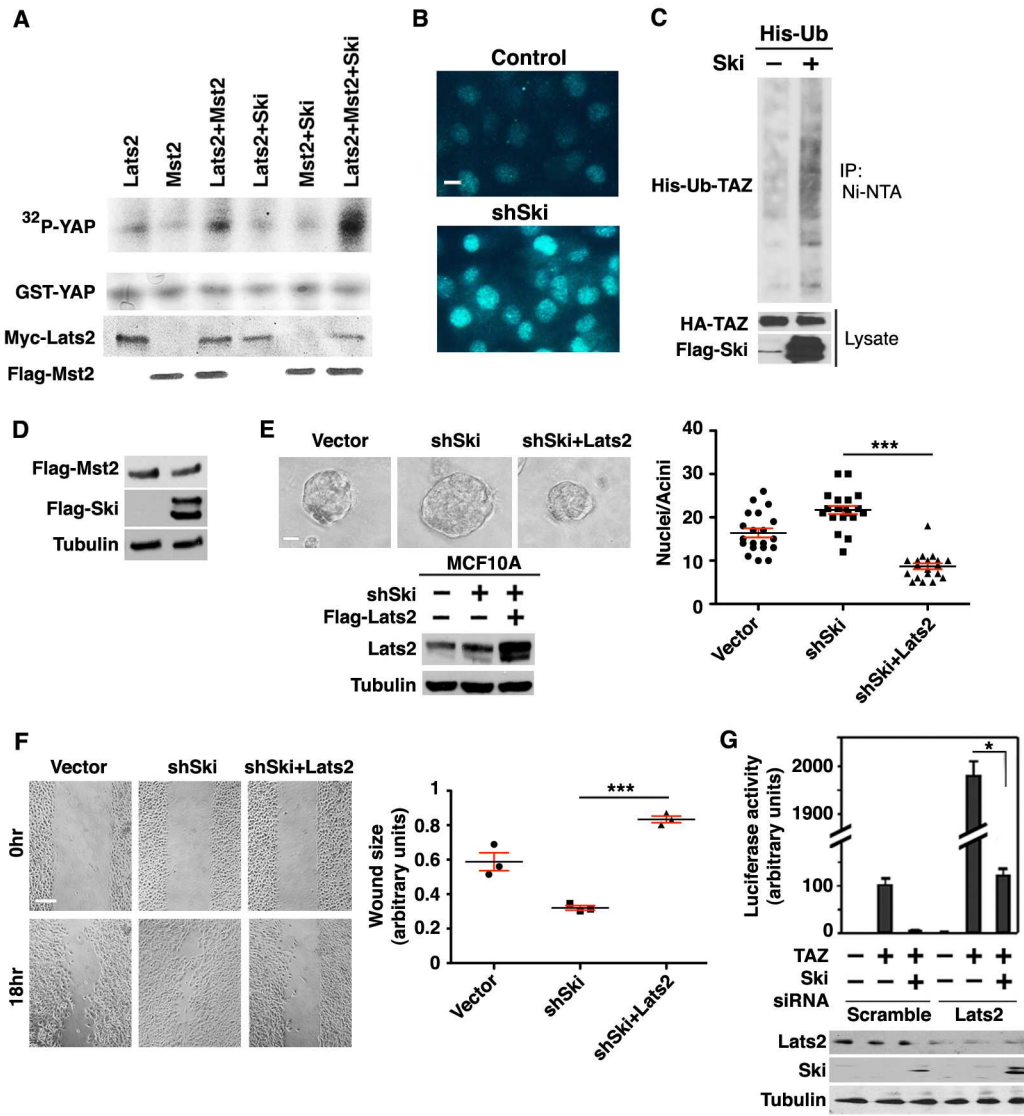 A
Lats2
Mst2
Lats2+Mst2
Lats2+Ski
Mst2+Ski
Lats2+Mst2+Ski
32P-YAP
GST-YAP
Myc-Lats2
Flag-Mst2
B
Control
shSki
C
His-Ub
Ski − +
His-Ub-TAZ
IP:
Ni-NTA
HA-TAZ
Flag-Ski
Lysate
D
Flag-Mst2
Flag-Ski
Tubulin
E
Vector shSki shSki+Lats2
MCF10A
shSki − + +
Flag-Lats2 − − +
Lats2
Tubulin
Nuclei/Acini
40
30
20
10
0
***
Vector
shSki
shSki+Lats2
F
Vector shSki shSki+Lats2
0hr
18hr
Wound size
(arbitrary units)
1
0.8
0.6
0.4
0.2
0
***
Vector
shSki
shSki+Lats2
G
Luciferase activity
(arbitrary units)
2000
1900
100
0
*
TAZ − + + − + +
Ski − − + − − +
siRNA
Scramble Lats2
Lats2
Ski
Tubulin